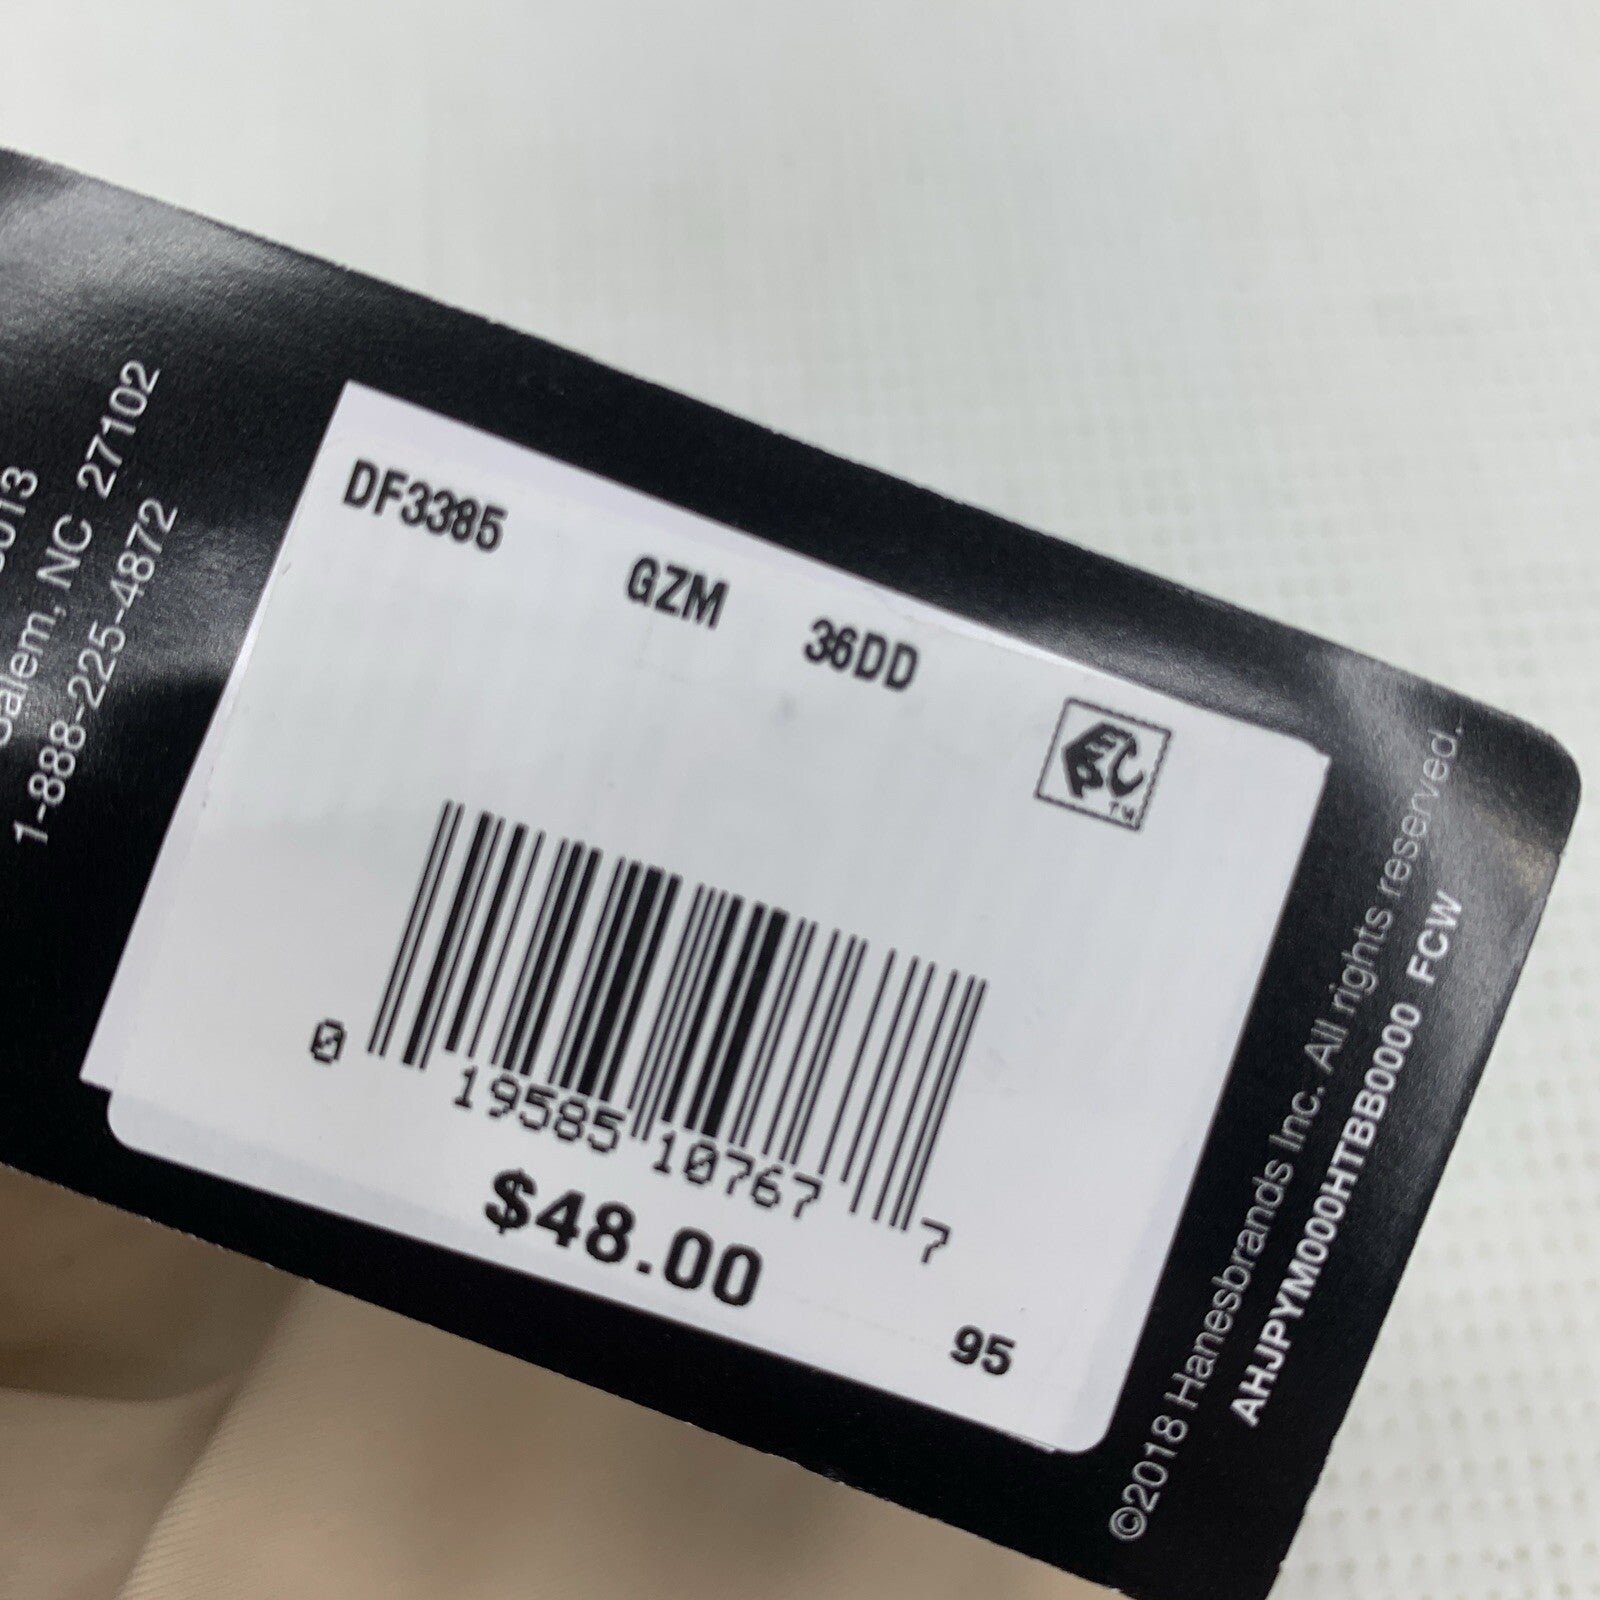 27102
Salem, NC
1-888-225-4872
DF3385 GZM 36DD
TM
0 19585 10767 7
$48.00
95
©2018 Hanesbrands Inc. All rights reserved.
AHJPYM000HTBB0000 FCW